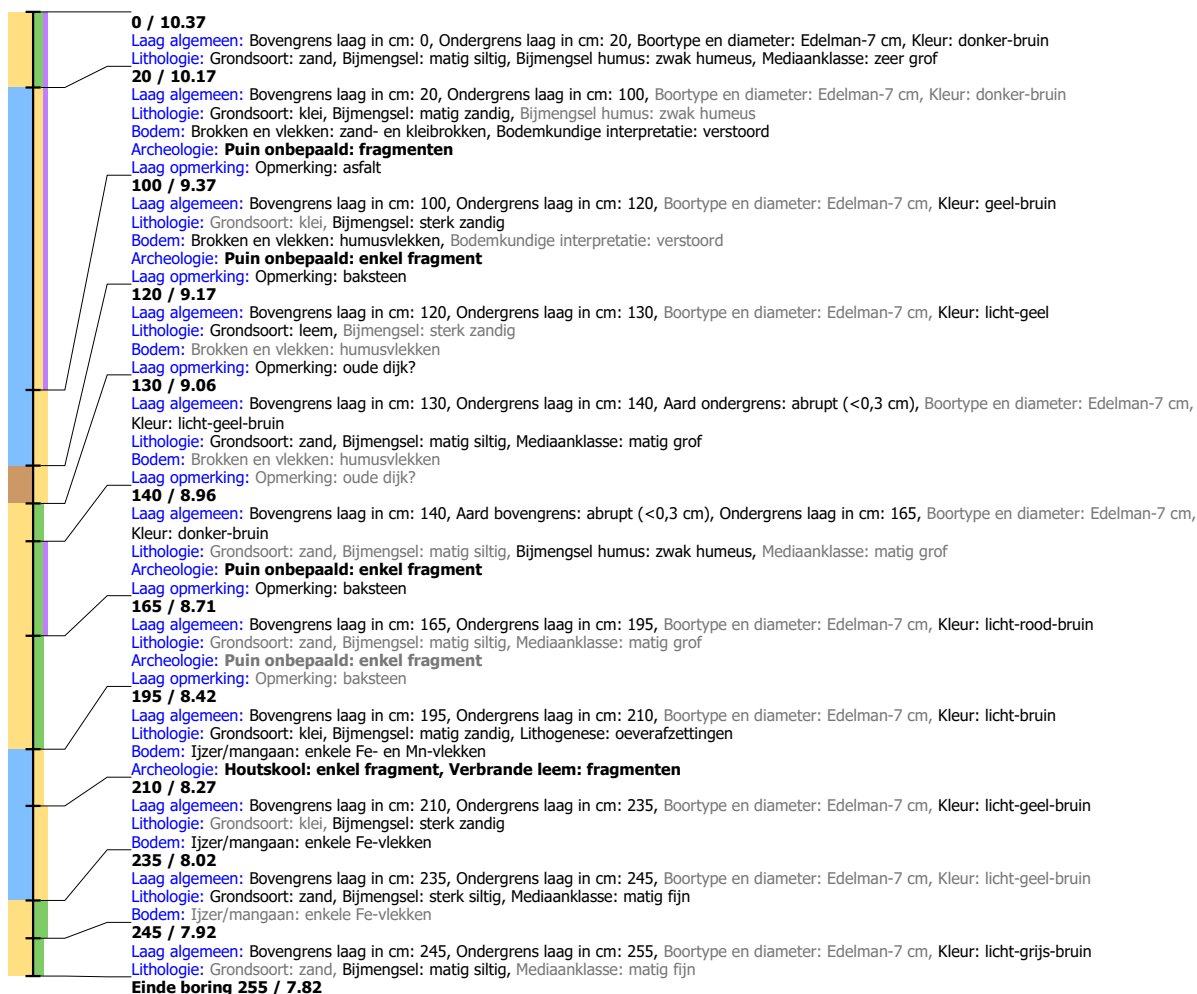 0 / 10.37
Laag algemeen: Bovengrens laag in cm: 0, Ondergrens laag in cm: 20, Boortype en diameter: Edelman-7 cm, Kleur: donker-bruin
Lithologie: Grondsoort: zand, Bijmengsel: matig siltig, Bijmengsel humus: zwak humeus, Mediaanklasse: zeer grof
20 / 10.17
Laag algemeen: Bovengrens laag in cm: 20, Ondergrens laag in cm: 100, Boortype en diameter: Edelman-7 cm, Kleur: donker-bruin
Lithologie: Grondsoort: klei, Bijmengsel: matig zandig, Bijmengsel humus: zwak humeus
Bodem: Brokken en vlekken: zand- en kleibrokken, Bodemkundige interpretatie: verstoord
Archeologie: Puin onbepaald: fragmenten
Laag opmerking: Opmerking: asfalt
100 / 9.37
Laag algemeen: Bovengrens laag in cm: 100, Ondergrens laag in cm: 120, Boortype en diameter: Edelman-7 cm, Kleur: geel-bruin
Lithologie: Grondsoort: klei, Bijmengsel: sterk zandig
Bodem: Brokken en vlekken: humusvlekken, Bodemkundige interpretatie: verstoord
Archeologie: Puin onbepaald: enkel fragment
Laag opmerking: Opmerking: baksteen
120 / 9.17
Laag algemeen: Bovengrens laag in cm: 120, Ondergrens laag in cm: 130, Boortype en diameter: Edelman-7 cm, Kleur: licht-geel
Lithologie: Grondsoort: leem, Bijmengsel: sterk zandig
Bodem: Brokken en vlekken: humusvlekken
Laag opmerking: Opmerking: oude dijk?
130 / 9.06
Laag algemeen: Bovengrens laag in cm: 130, Ondergrens laag in cm: 140, Aard ondergrens: abrupt (<0,3 cm), Boortype en diameter: Edelman-7 cm,
Kleur: licht-geel-bruin
Lithologie: Grondsoort: zand, Bijmengsel: matig siltig, Mediaanklasse: matig grof
Bodem: Brokken en vlekken: humusvlekken
Laag opmerking: Opmerking: oude dijk?
140 / 8.96
Laag algemeen: Bovengrens laag in cm: 140, Aard bovengrens: abrupt (<0,3 cm), Ondergrens laag in cm: 165, Boortype en diameter: Edelman-7 cm,
Kleur: donker-bruin
Lithologie: Grondsoort: zand, Bijmengsel: matig siltig, Bijmengsel humus: zwak humeus, Mediaanklasse: matig grof
Archeologie: Puin onbepaald: enkel fragment
Laag opmerking: Opmerking: baksteen
165 / 8.71
Laag algemeen: Bovengrens laag in cm: 165, Ondergrens laag in cm: 195, Boortype en diameter: Edelman-7 cm, Kleur: licht-rood-bruin
Lithologie: Grondsoort: zand, Bijmengsel: matig siltig, Mediaanklasse: matig grof
Archeologie: Puin onbepaald: enkel fragment
Laag opmerking: Opmerking: baksteen
195 / 8.42
Laag algemeen: Bovengrens laag in cm: 195, Ondergrens laag in cm: 210, Boortype en diameter: Edelman-7 cm, Kleur: licht-bruin
Lithologie: Grondsoort: klei, Bijmengsel: matig zandig, Lithogenese: oeverafzettingen
Bodem: Ijzer/mangaan: enkele Fe- en Mn-vlekken
Archeologie: Houtskool: enkel fragment, Verbrande leem: fragmenten
210 / 8.27
Laag algemeen: Bovengrens laag in cm: 210, Ondergrens laag in cm: 235, Boortype en diameter: Edelman-7 cm, Kleur: licht-geel-bruin
Lithologie: Grondsoort: klei, Bijmengsel: sterk zandig
Bodem: Ijzer/mangaan: enkele Fe-vlekken
235 / 8.02
Laag algemeen: Bovengrens laag in cm: 235, Ondergrens laag in cm: 245, Boortype en diameter: Edelman-7 cm, Kleur: licht-geel-bruin
Lithologie: Grondsoort: zand, Bijmengsel: sterk siltig, Mediaanklasse: matig fijn
Bodem: Ijzer/mangaan: enkele Fe-vlekken
245 / 7.92
Laag algemeen: Bovengrens laag in cm: 245, Ondergrens laag in cm: 255, Boortype en diameter: Edelman-7 cm, Kleur: licht-grijs-bruin
Lithologie: Grondsoort: zand, Bijmengsel: matig siltig, Mediaanklasse: matig fijn
Einde boring 255 / 7.82